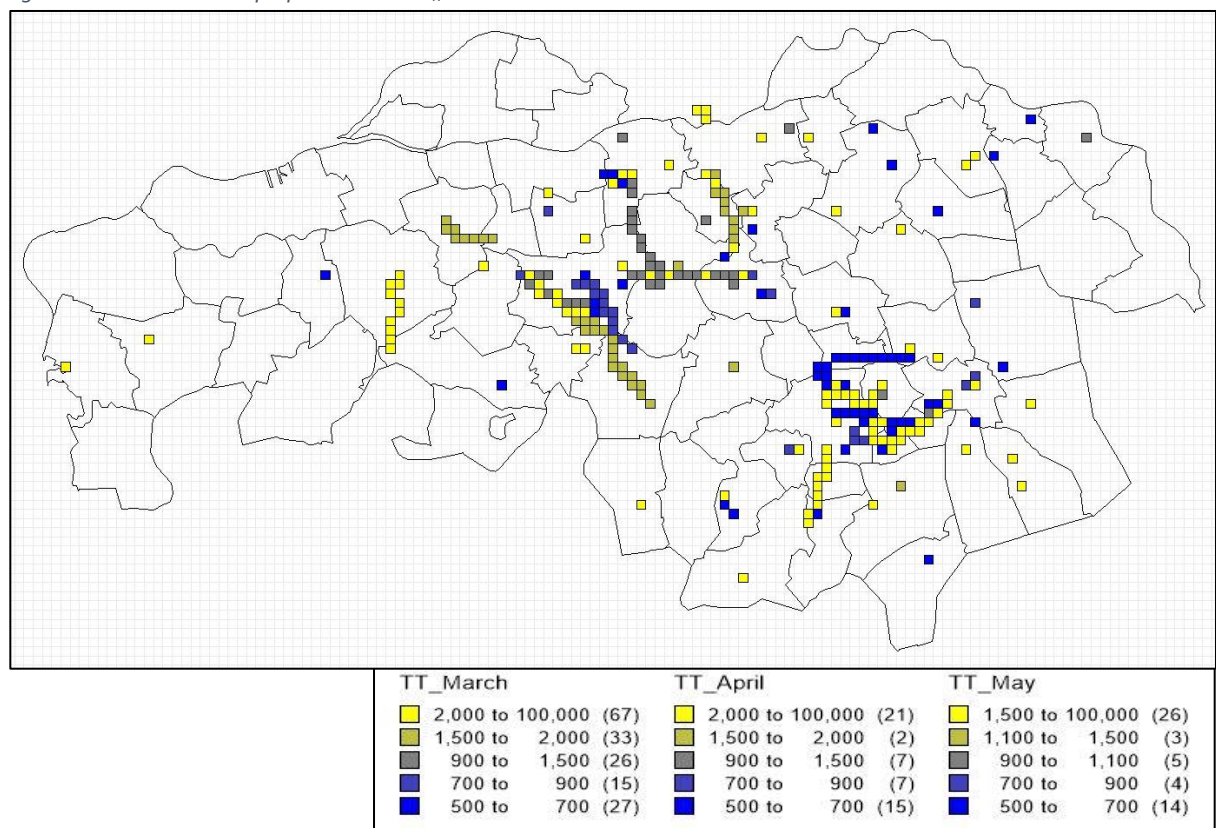 TT_March TT_April TT_May
2,000 to 100,000 (67) 2,000 to 100,000 (21) 1,500 to 100,000 (26)
1,500 to 2,000 (33) 1,500 to 2,000 (2) 1,100 to 1,500 (3)
900 to 1,500 (26) 900 to 1,500 (7) 900 to 1,100 (5)
700 to 900 (15) 700 to 900 (7) 700 to 900 (4)
500 to 700 (27) 500 to 700 (15) 500 to 700 (14)